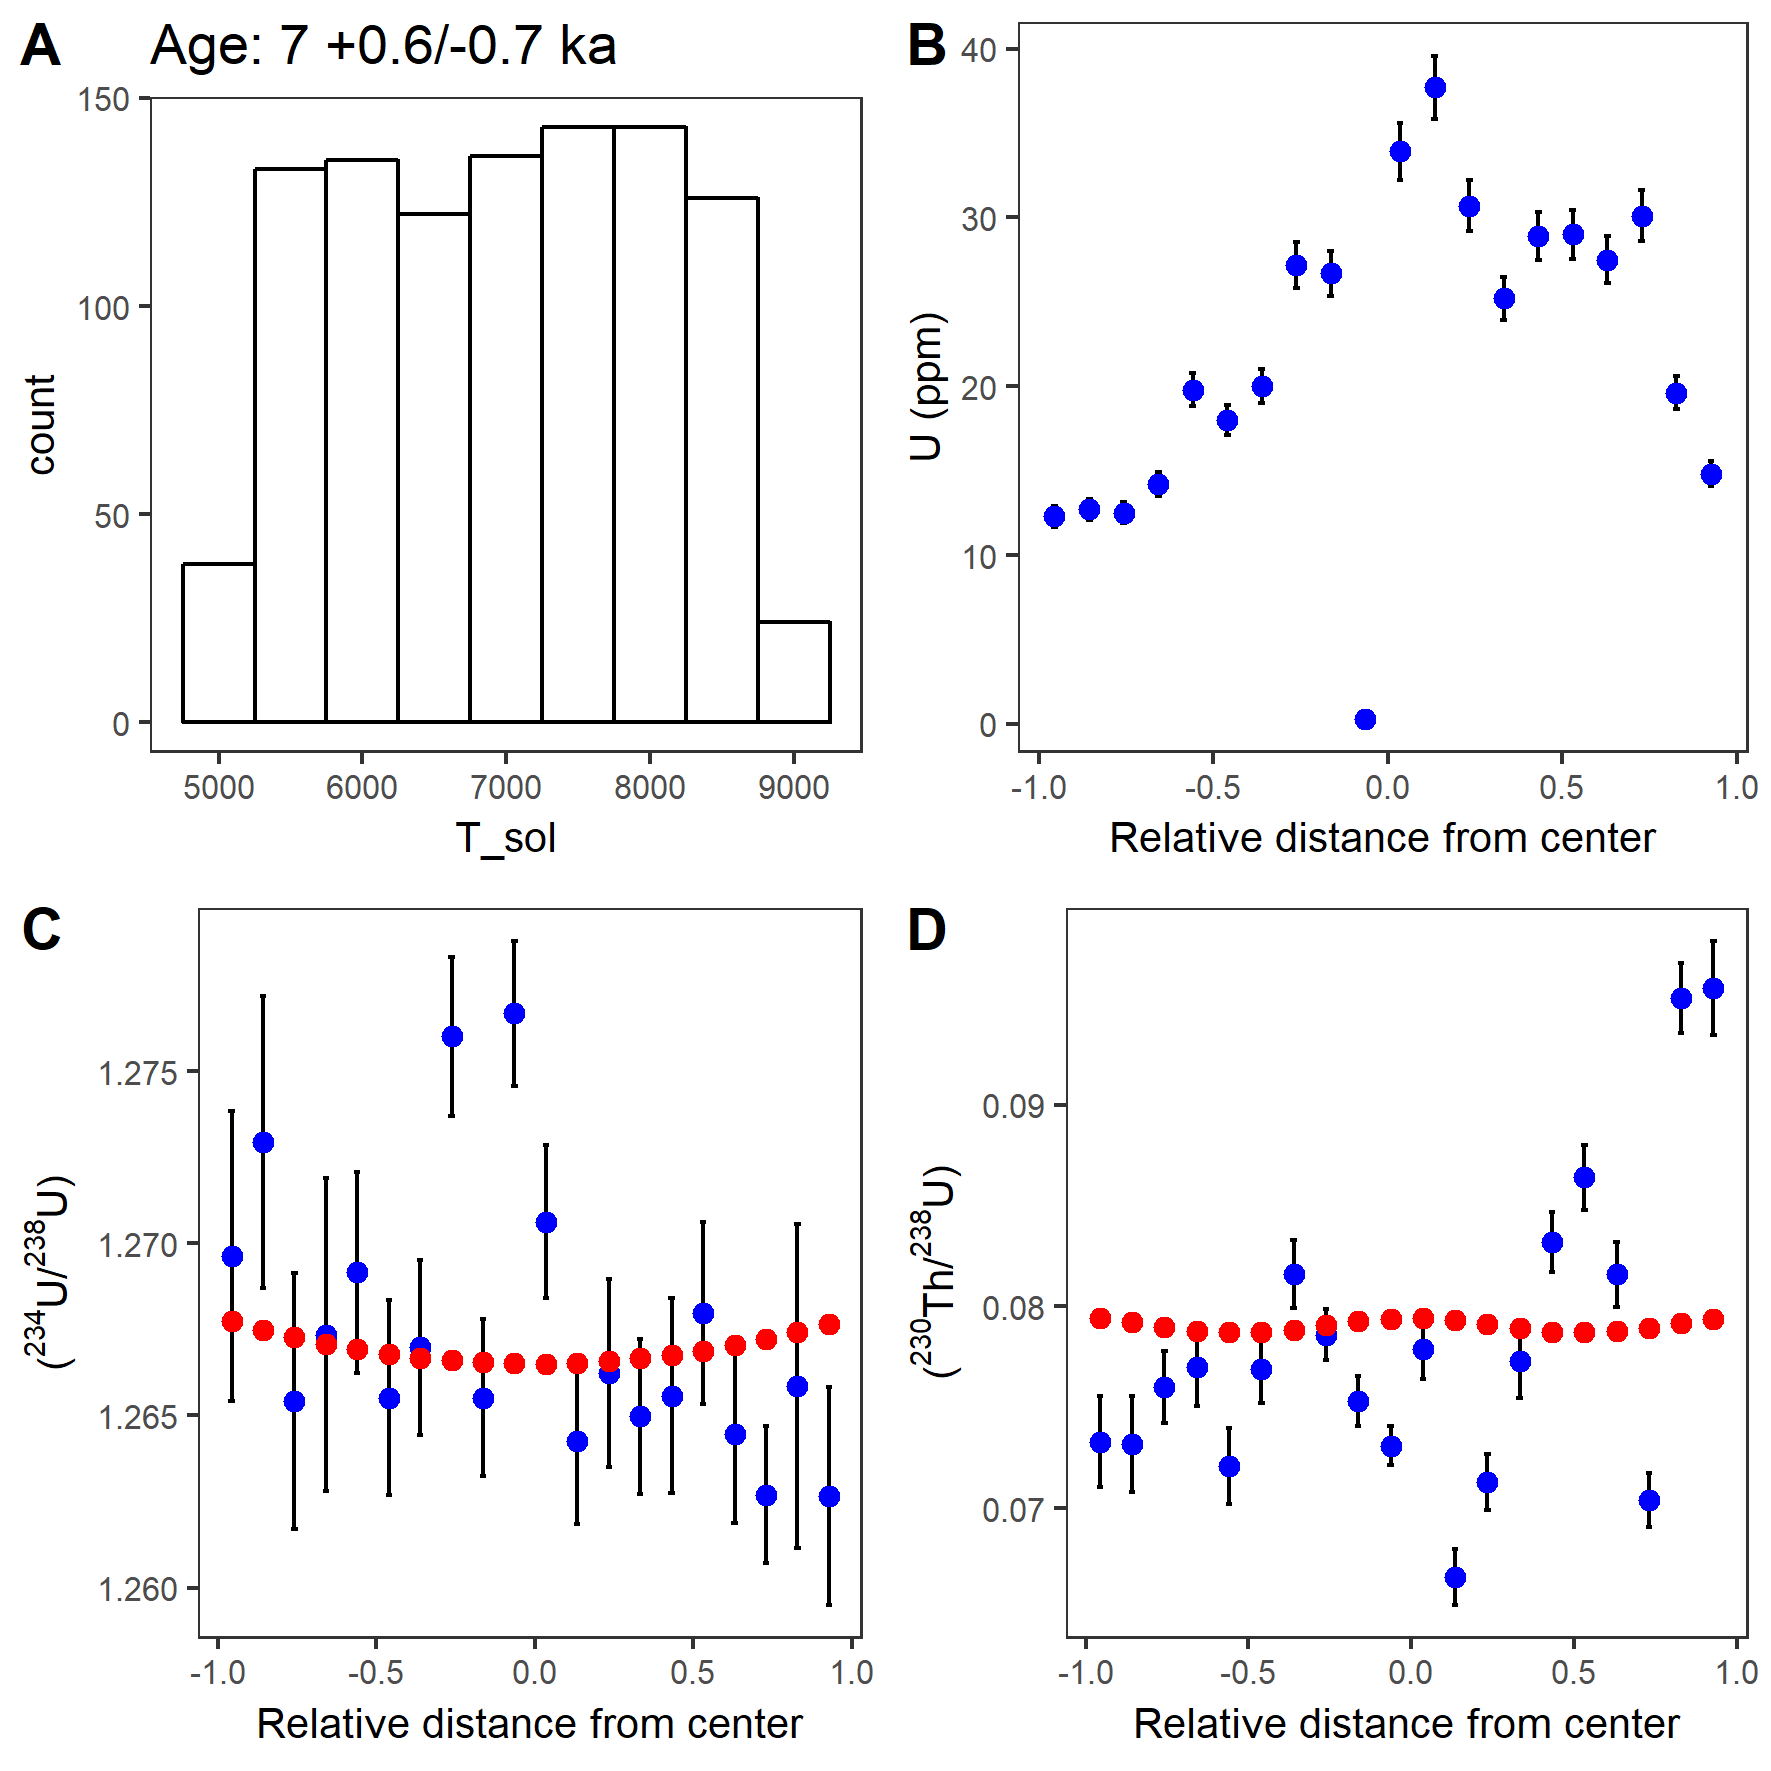 A
Age: 7 +0.6/-0.7 ka
150
100
50
0
count
5000 6000 7000 8000 9000
T_sol
B
40
30
20
10
0
U (ppm)
-1.0 -0.5 0.0 0.5 1.0
Relative distance from center
C
1.275
1.270
1.265
1.260
(²³⁴U/²³⁸U)
-1.0 -0.5 0.0 0.5 1.0
Relative distance from center
D
0.09
0.08
0.07
(²³⁰Th/²³⁸U)
-1.0 -0.5 0.0 0.5 1.0
Relative distance from center